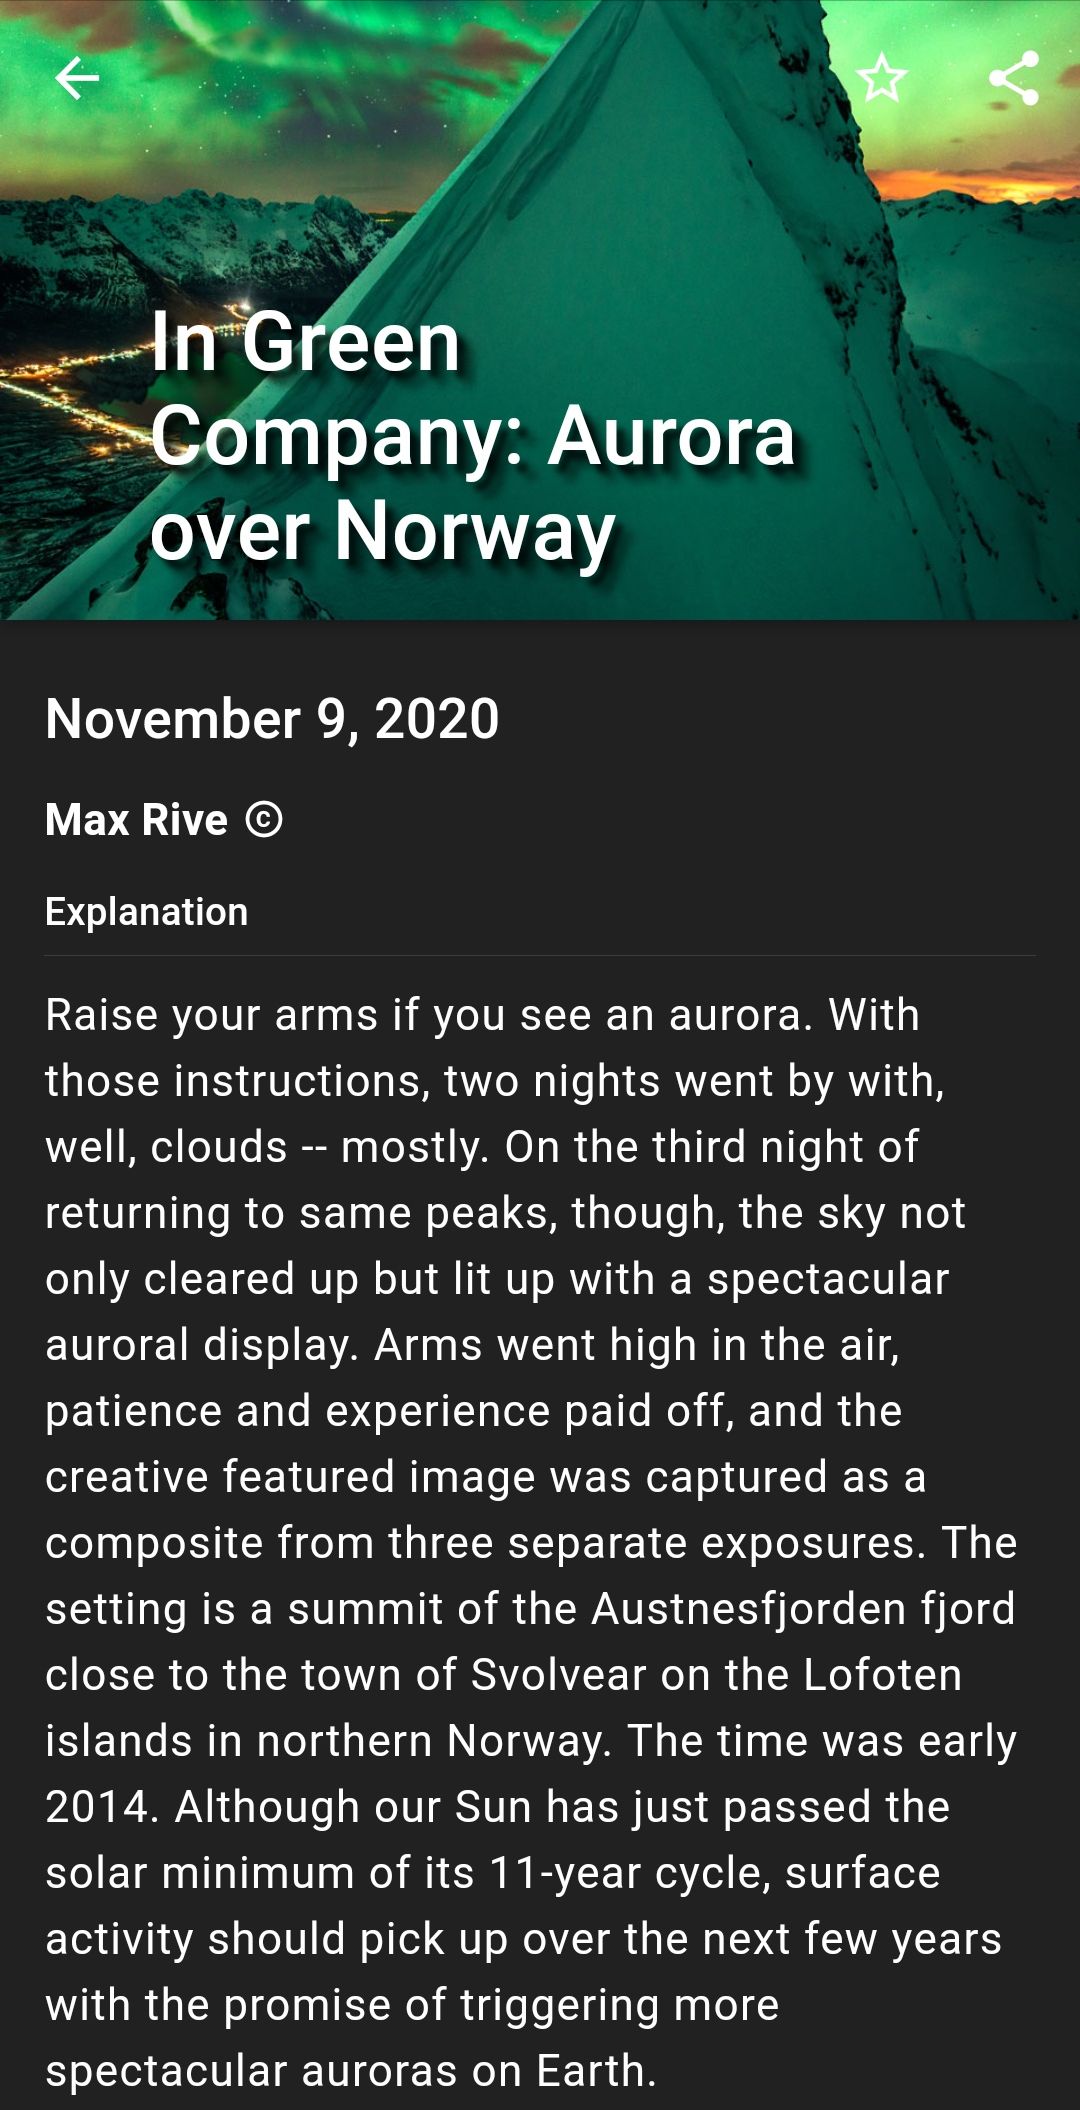 In Green
Company: Aurora
over Norway
November 9, 2020
Max Rive ©
Explanation
Raise your arms if you see an aurora. With
those instructions, two nights went by with,
well, clouds -- mostly. On the third night of
returning to same peaks, though, the sky not
only cleared up but lit up with a spectacular
auroral display. Arms went high in the air,
patience and experience paid off, and the
creative featured image was captured as a
composite from three separate exposures. The
setting is a summit of the Austnesfjorden fjord
close to the town of Svolvear on the Lofoten
islands in northern Norway. The time was early
2014. Although our Sun has just passed the
solar minimum of its 11-year cycle, surface
activity should pick up over the next few years
with the promise of triggering more
spectacular auroras on Earth.